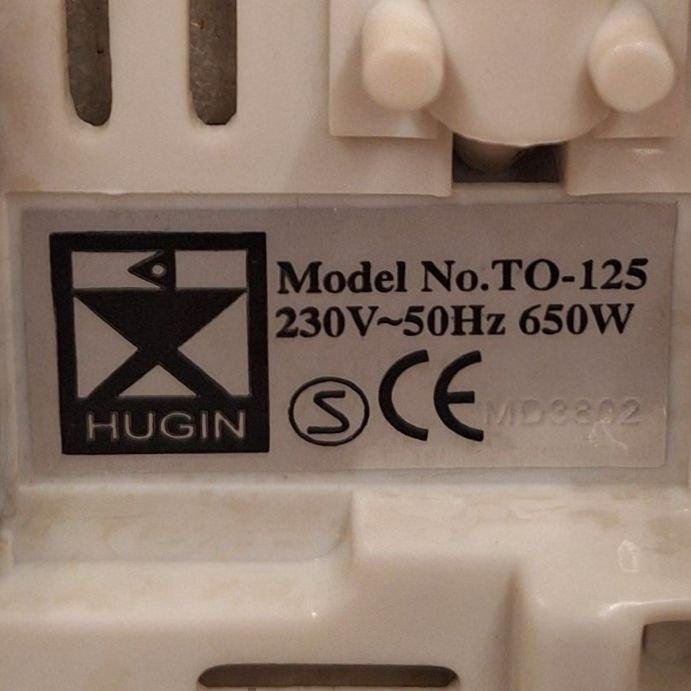 Model No.TO-125
230V~50Hz 650W
HUGIN
S CE MD3802